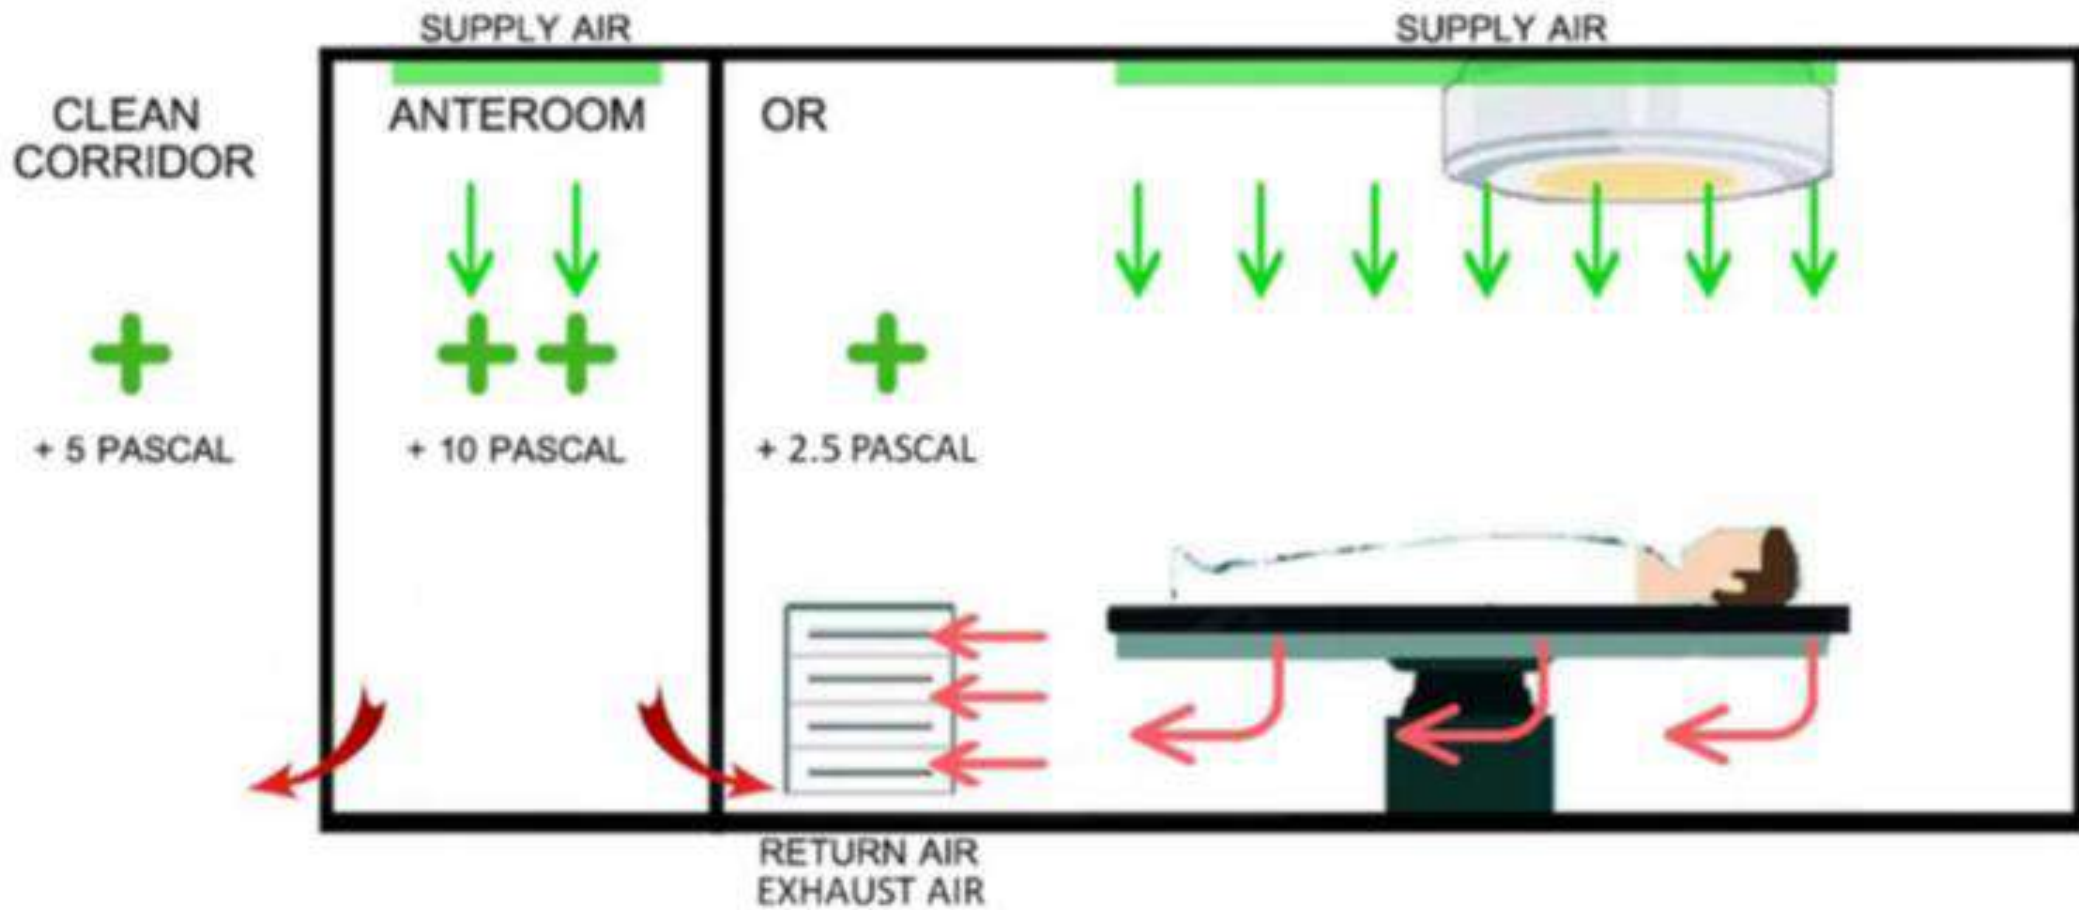 SUPPLY AIR
SUPPLY AIR
CLEAN
CORRIDOR
ANTEROOM
OR
+ 5 PASCAL
+ 10 PASCAL
+ 2.5 PASCAL
RETURN AIR
EXHAUST AIR